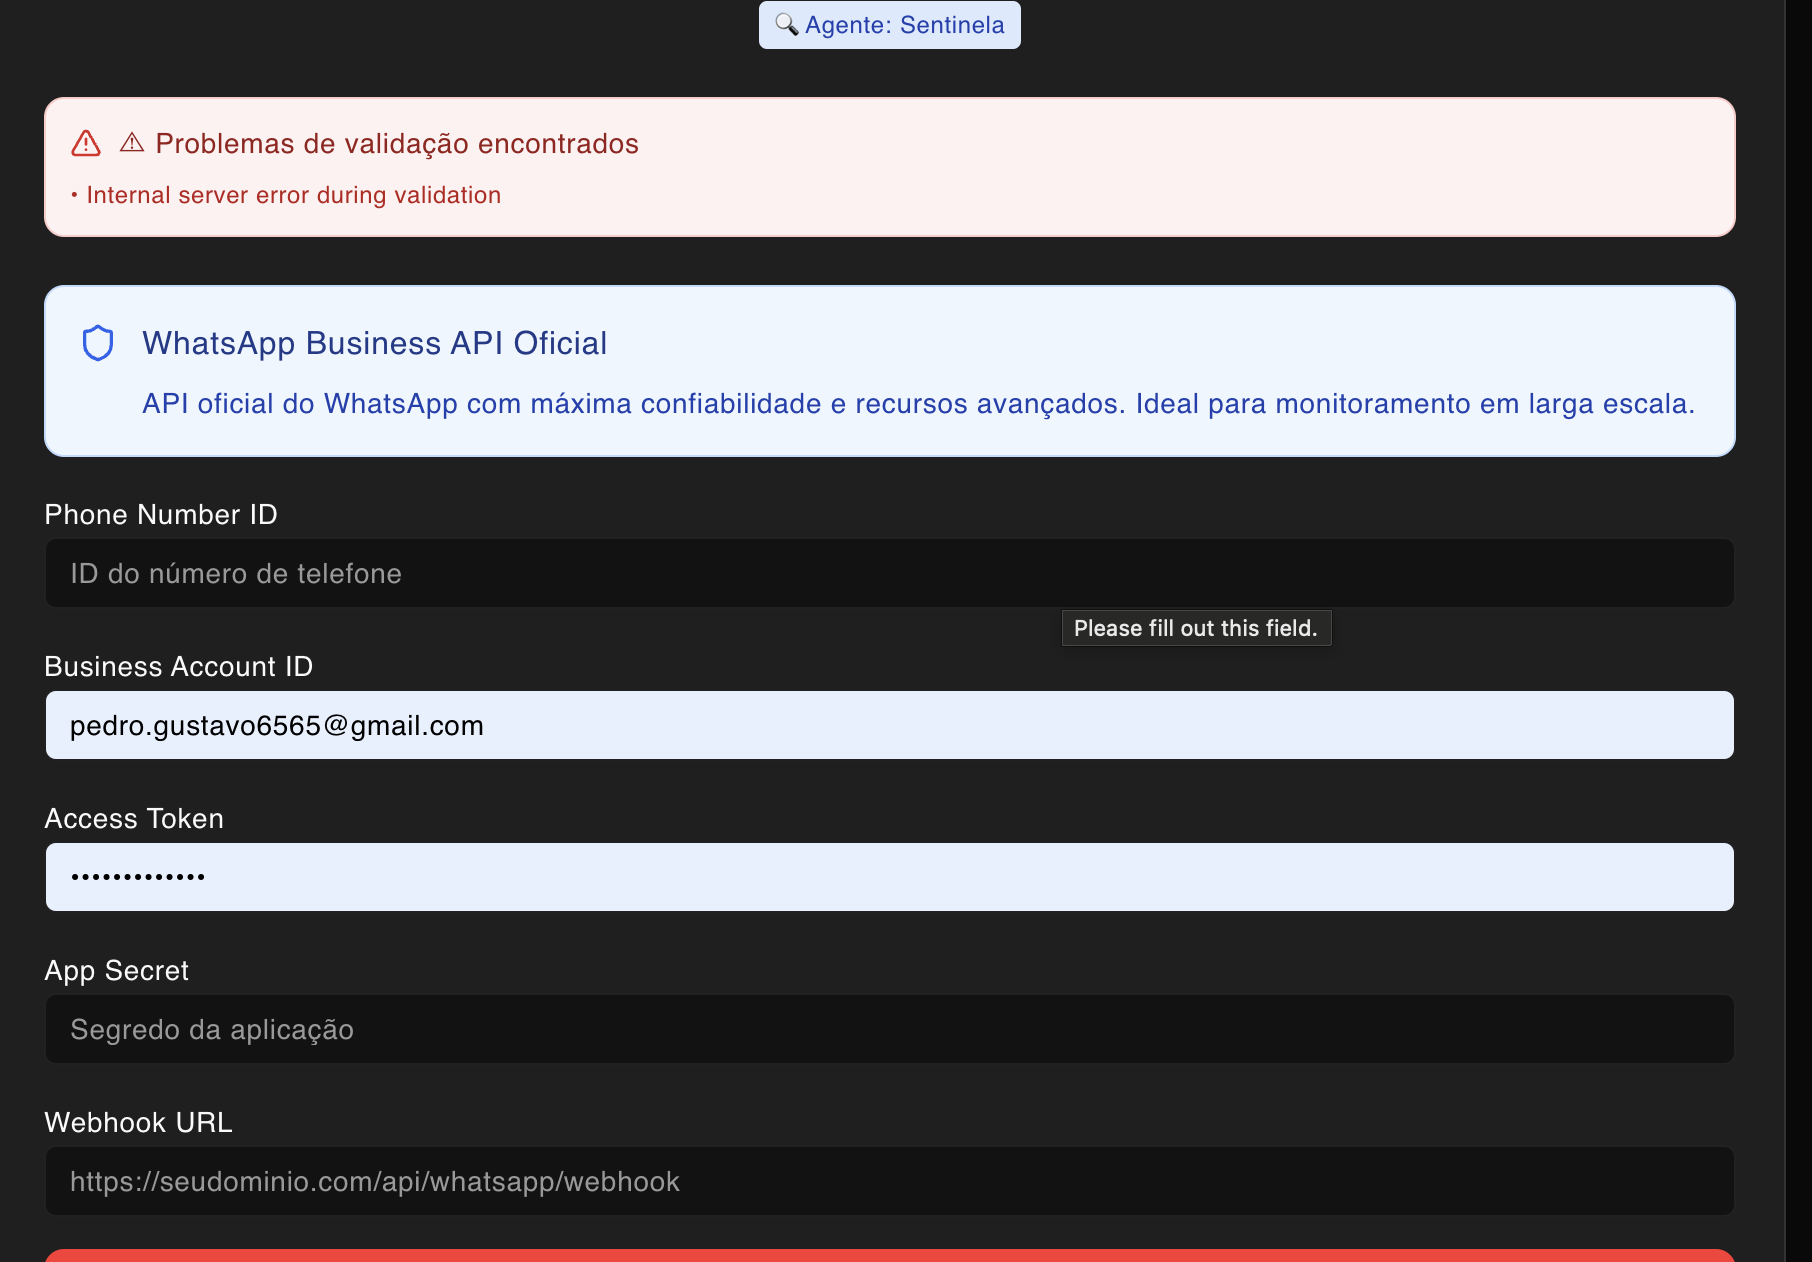 🔍 Agente: Sentinela
⚠ Problemas de validação encontrados
• Internal server error during validation
WhatsApp Business API Oficial
API oficial do WhatsApp com máxima confiabilidade e recursos avançados. Ideal para monitoramento em larga escala.
Phone Number ID
ID do número de telefone
Please fill out this field.
Business Account ID
pedro.gustavo6565@gmail.com
Access Token
•••••••••••••
App Secret
Segredo da aplicação
Webhook URL
https://seudominio.com/api/whatsapp/webhook